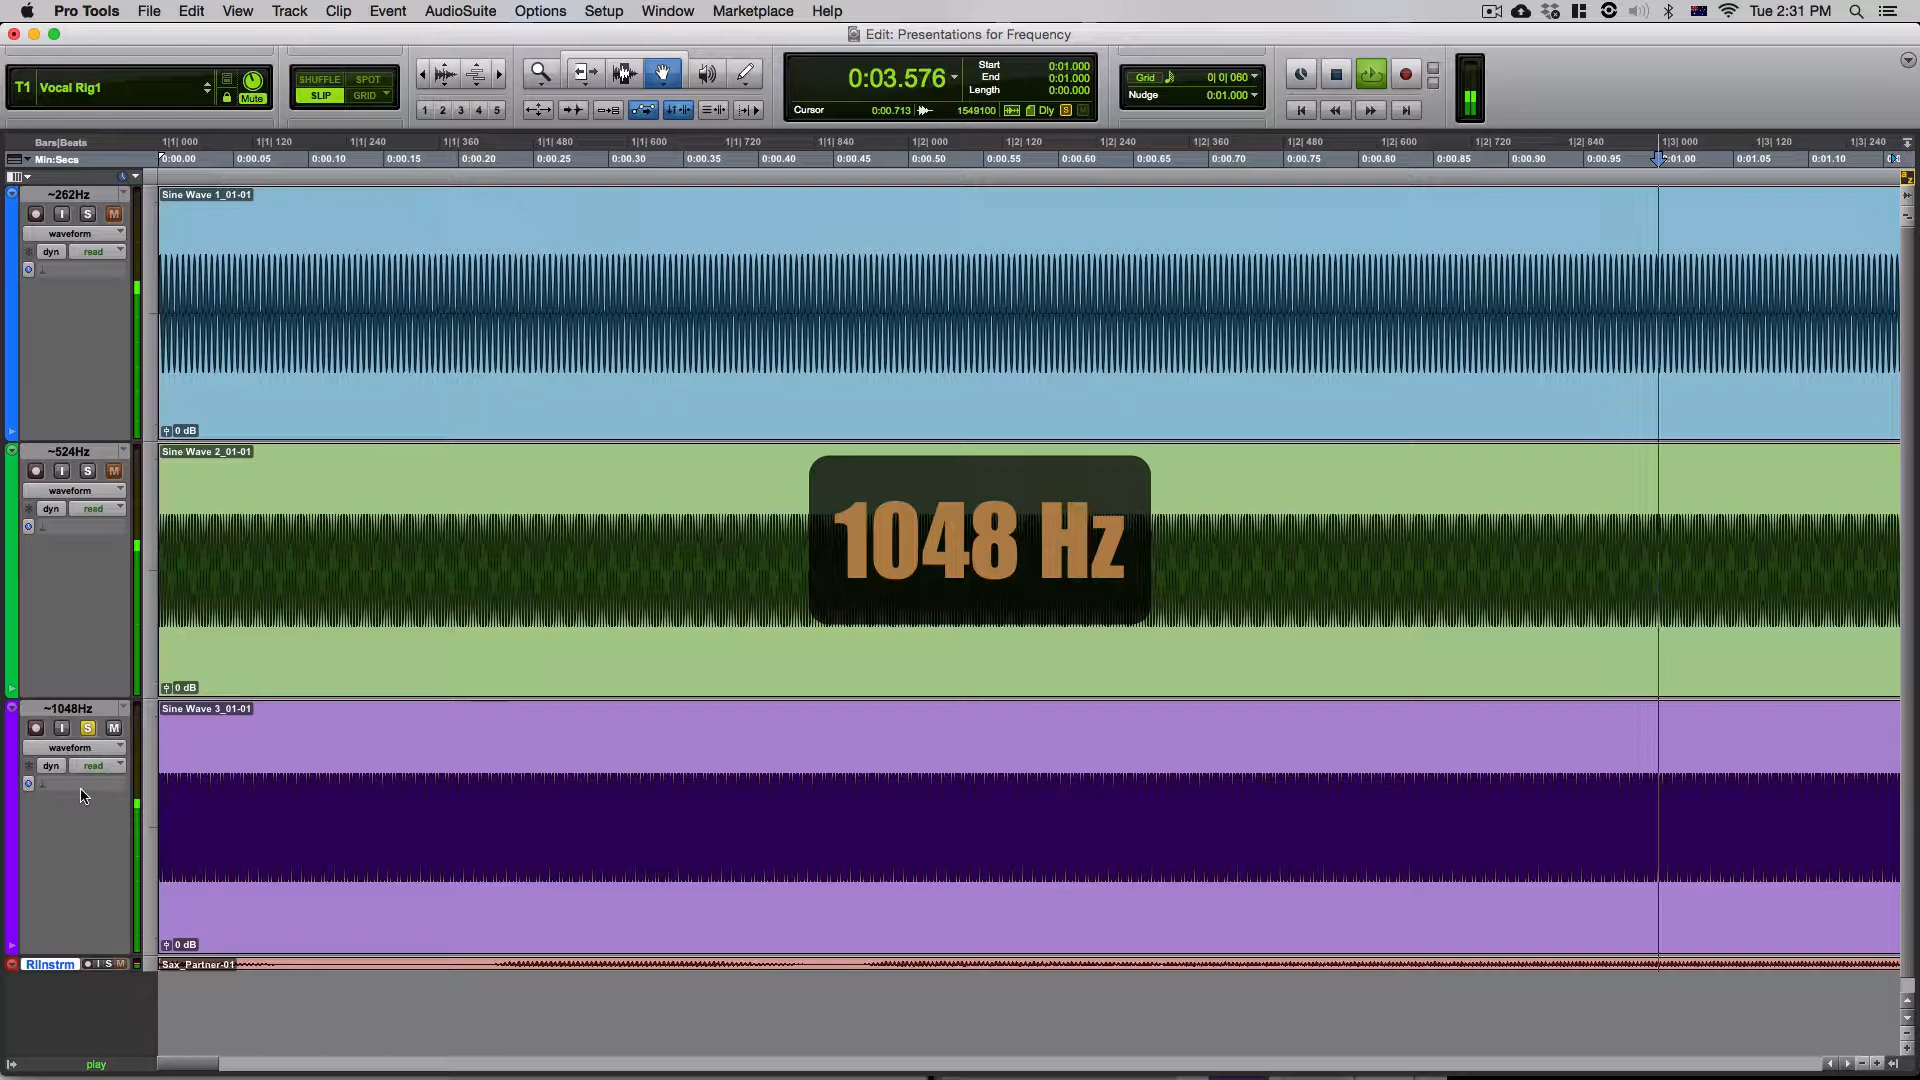 Pro Tools File Edit View Track Clip Event AudioSuite Options Setup Window Marketplace Help Tue 2:31 PM
Edit: Presentations for Frequency
T1 Vocal Rig1 Mute
SHUFFLE SPOT
SLIP GRID
1 2 3 4 5
0:03.576
Start 0:01.000
End 0:01.000
Length 0:00.000
Cursor 0:00.713 1549100 Dly S M
Grid 0| 0| 060
Nudge 0:01.000
Bars|Beats 1|1| 000 1|1| 120 1|1| 240 1|1| 360 1|1| 480 1|1| 600 1|1| 720 1|1| 840 1|2| 000 1|2| 120 1|2| 240 1|2| 360 1|2| 480 1|2| 600 1|2| 720 1|2| 840 1|3| 000 1|3| 120 1|3| 240
Min:Secs 0:00.00 0:00.05 0:00.10 0:00.15 0:00.20 0:00.25 0:00.30 0:00.35 0:00.40 0:00.45 0:00.50 0:00.55 0:00.60 0:00.65 0:00.70 0:00.75 0:00.80 0:00.85 0:00.90 0:00.95 0:01.00 0:01.05 0:01.10
~262Hz
Sine Wave 1_01-01
I S M
waveform
dyn read
0 dB
~524Hz
Sine Wave 2_01-01
I S M
waveform
dyn read
0 dB
1048 Hz
~1048Hz
Sine Wave 3_01-01
I S M
waveform
dyn read
0 dB
RlInstrm I S M
Sax_Partner-01
play